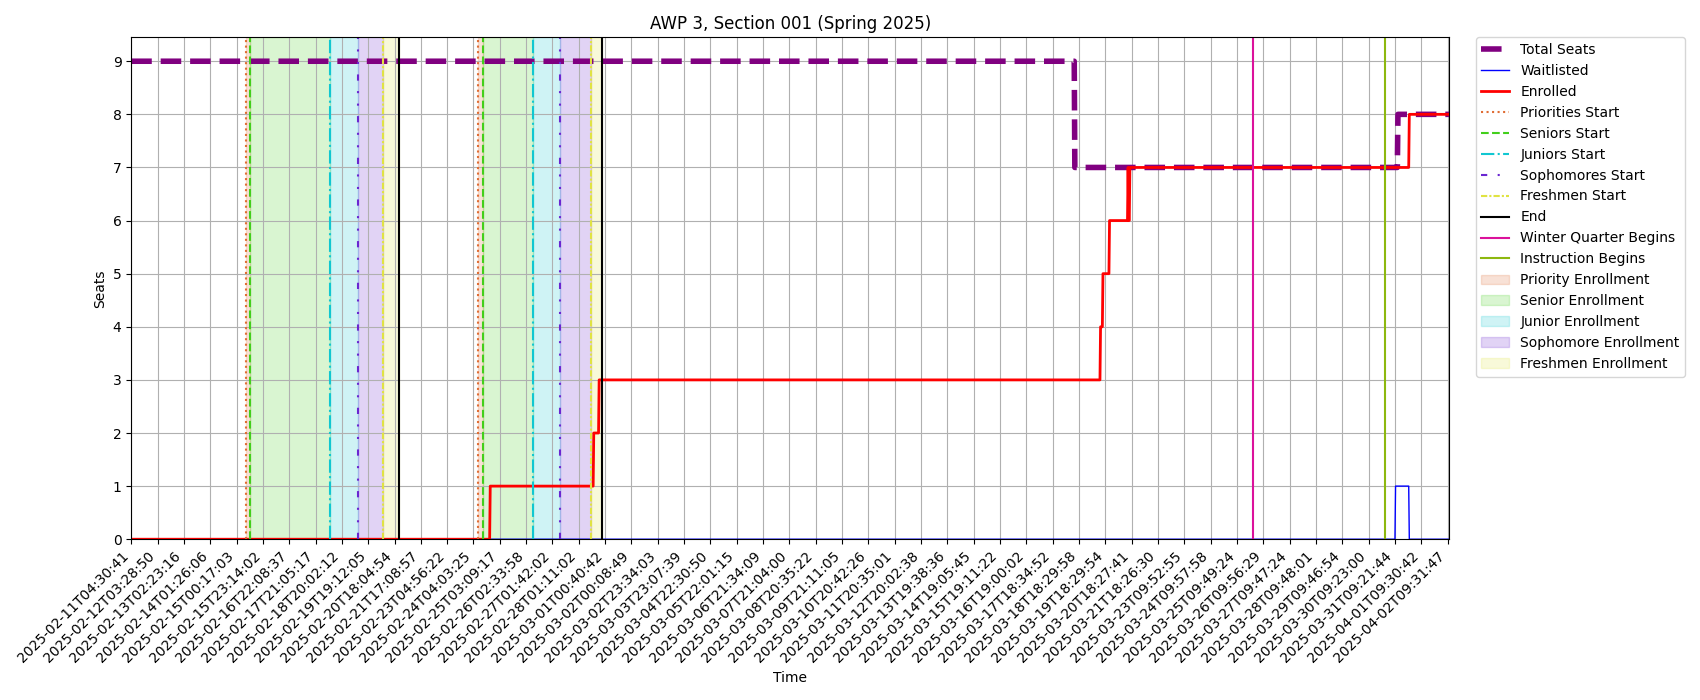 AWP 3, Section 001 (Spring 2025)
Seats
9
8
7
6
5
4
3
2
1
0
2025-02-11T04:30:41
2025-02-12T03:28:50
2025-02-13T02:23:16
2025-02-14T01:26:06
2025-02-15T00:17:03
2025-02-15T23:14:02
2025-02-16T22:08:37
2025-02-17T21:05:17
2025-02-18T20:02:12
2025-02-19T19:12:05
2025-02-20T18:04:54
2025-02-21T17:08:57
2025-02-23T04:56:22
2025-02-24T04:03:25
2025-02-25T03:09:17
2025-02-26T02:33:58
2025-02-27T01:42:02
2025-02-28T01:11:02
2025-03-01T00:40:42
2025-03-02T00:08:49
2025-03-02T23:34:03
2025-03-03T23:07:39
2025-03-04T22:30:50
2025-03-05T22:01:15
2025-03-06T21:34:09
2025-03-07T21:04:00
2025-03-08T20:35:22
2025-03-09T21:11:05
2025-03-10T20:42:26
2025-03-11T20:35:01
2025-03-12T20:02:38
2025-03-13T19:38:36
2025-03-14T19:05:45
2025-03-15T19:11:22
2025-03-16T19:00:02
2025-03-17T18:34:52
2025-03-18T18:29:58
2025-03-19T18:29:54
2025-03-20T18:27:41
2025-03-21T18:26:30
2025-03-23T09:52:55
2025-03-24T09:57:58
2025-03-25T09:49:24
2025-03-26T09:56:29
2025-03-27T09:47:24
2025-03-28T09:48:01
2025-03-29T09:46:54
2025-03-30T09:23:00
2025-03-31T09:21:44
2025-04-01T09:30:42
2025-04-02T09:31:47
Time
Total Seats
Waitlisted
Enrolled
Priorities Start
Seniors Start
Juniors Start
Sophomores Start
Freshmen Start
End
Winter Quarter Begins
Instruction Begins
Priority Enrollment
Senior Enrollment
Junior Enrollment
Sophomore Enrollment
Freshmen Enrollment